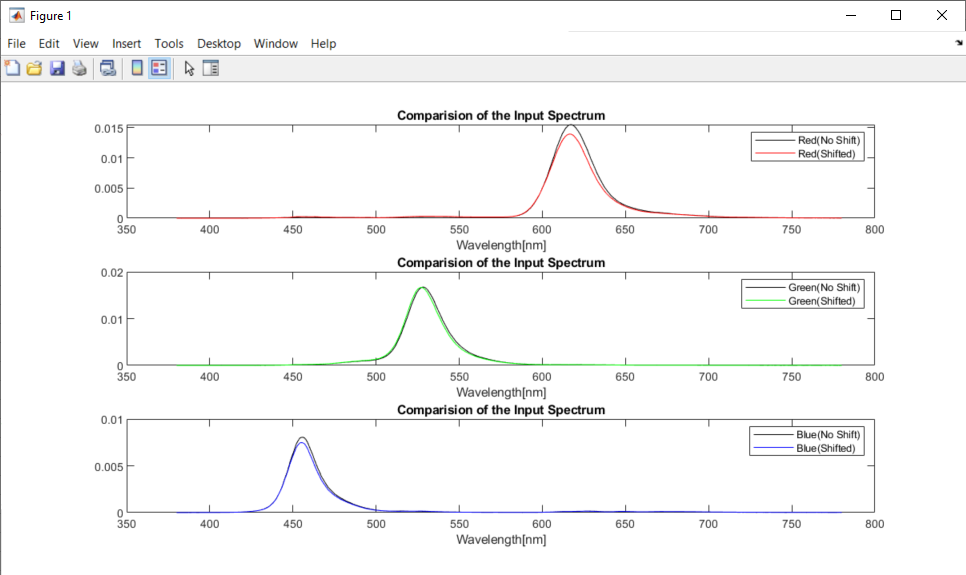 Figure 1
File Edit View Insert Tools Desktop Window Help
Comparision of the Input Spectrum
0.015
0.01
0.005
0
Red(No Shift)
Red(Shifted)
350 400 450 500 550 600 650 700 750 800
Wavelength[nm]
Comparision of the Input Spectrum
0.02
0.01
0
Green(No Shift)
Green(Shifted)
350 400 450 500 550 600 650 700 750 800
Wavelength[nm]
Comparision of the Input Spectrum
0.01
0.005
0
Blue(No Shift)
Blue(Shifted)
350 400 450 500 550 600 650 700 750 800
Wavelength[nm]